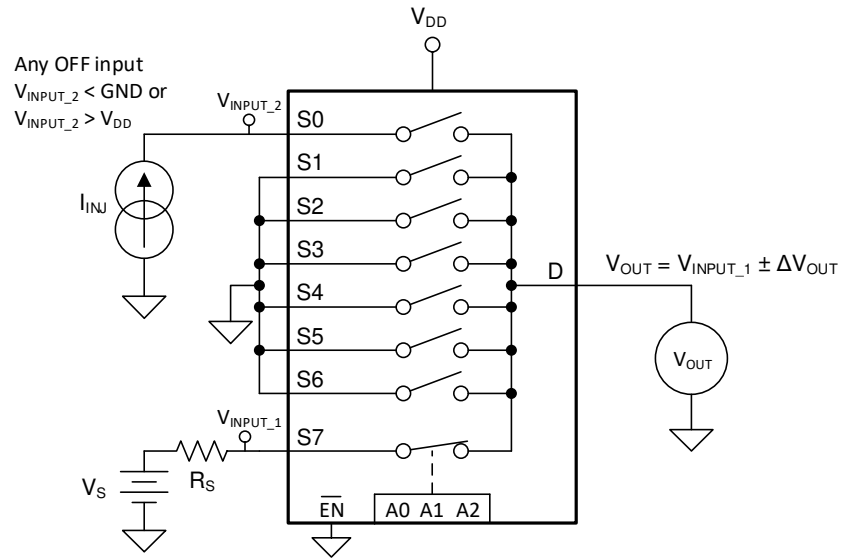 V_DD
Any OFF input
V_INPUT_2 < GND or
V_INPUT_2 > V_DD
V_INPUT_2
S0
S1
S2
I_INJ
S3
D
V_OUT = V_INPUT_1 ± ΔV_OUT
S4
S5
V_OUT
S6
V_INPUT_1
S7
V_S
R_S
E̅N̅
A0 A1 A2